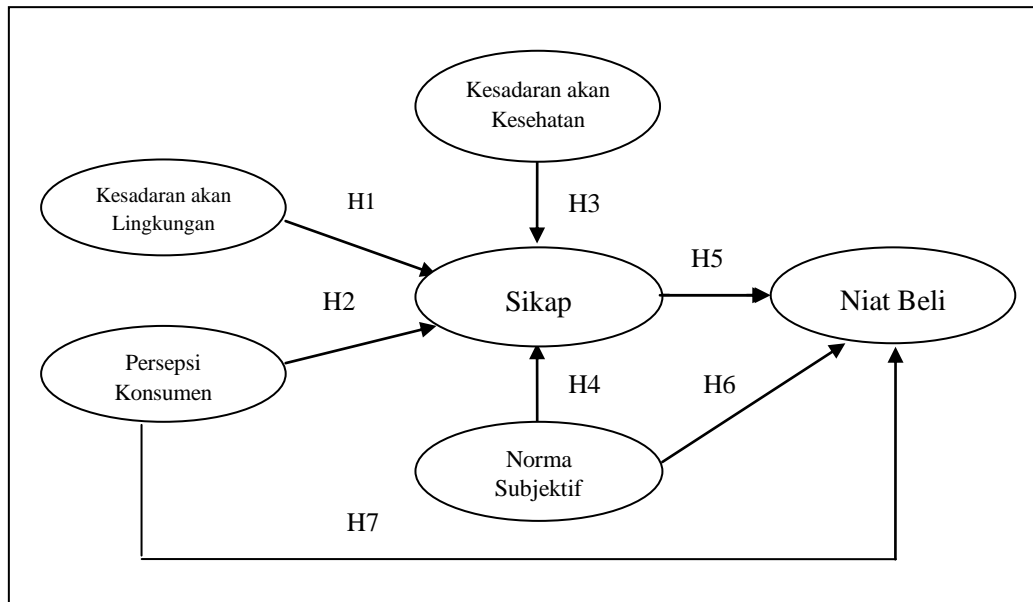 Kesadaran akan
Kesehatan
Kesadaran akan
Lingkungan
H1
H3
H5
H2
Sikap
Niat Beli
Persepsi
Konsumen
H4
H6
Norma
Subjektif
H7